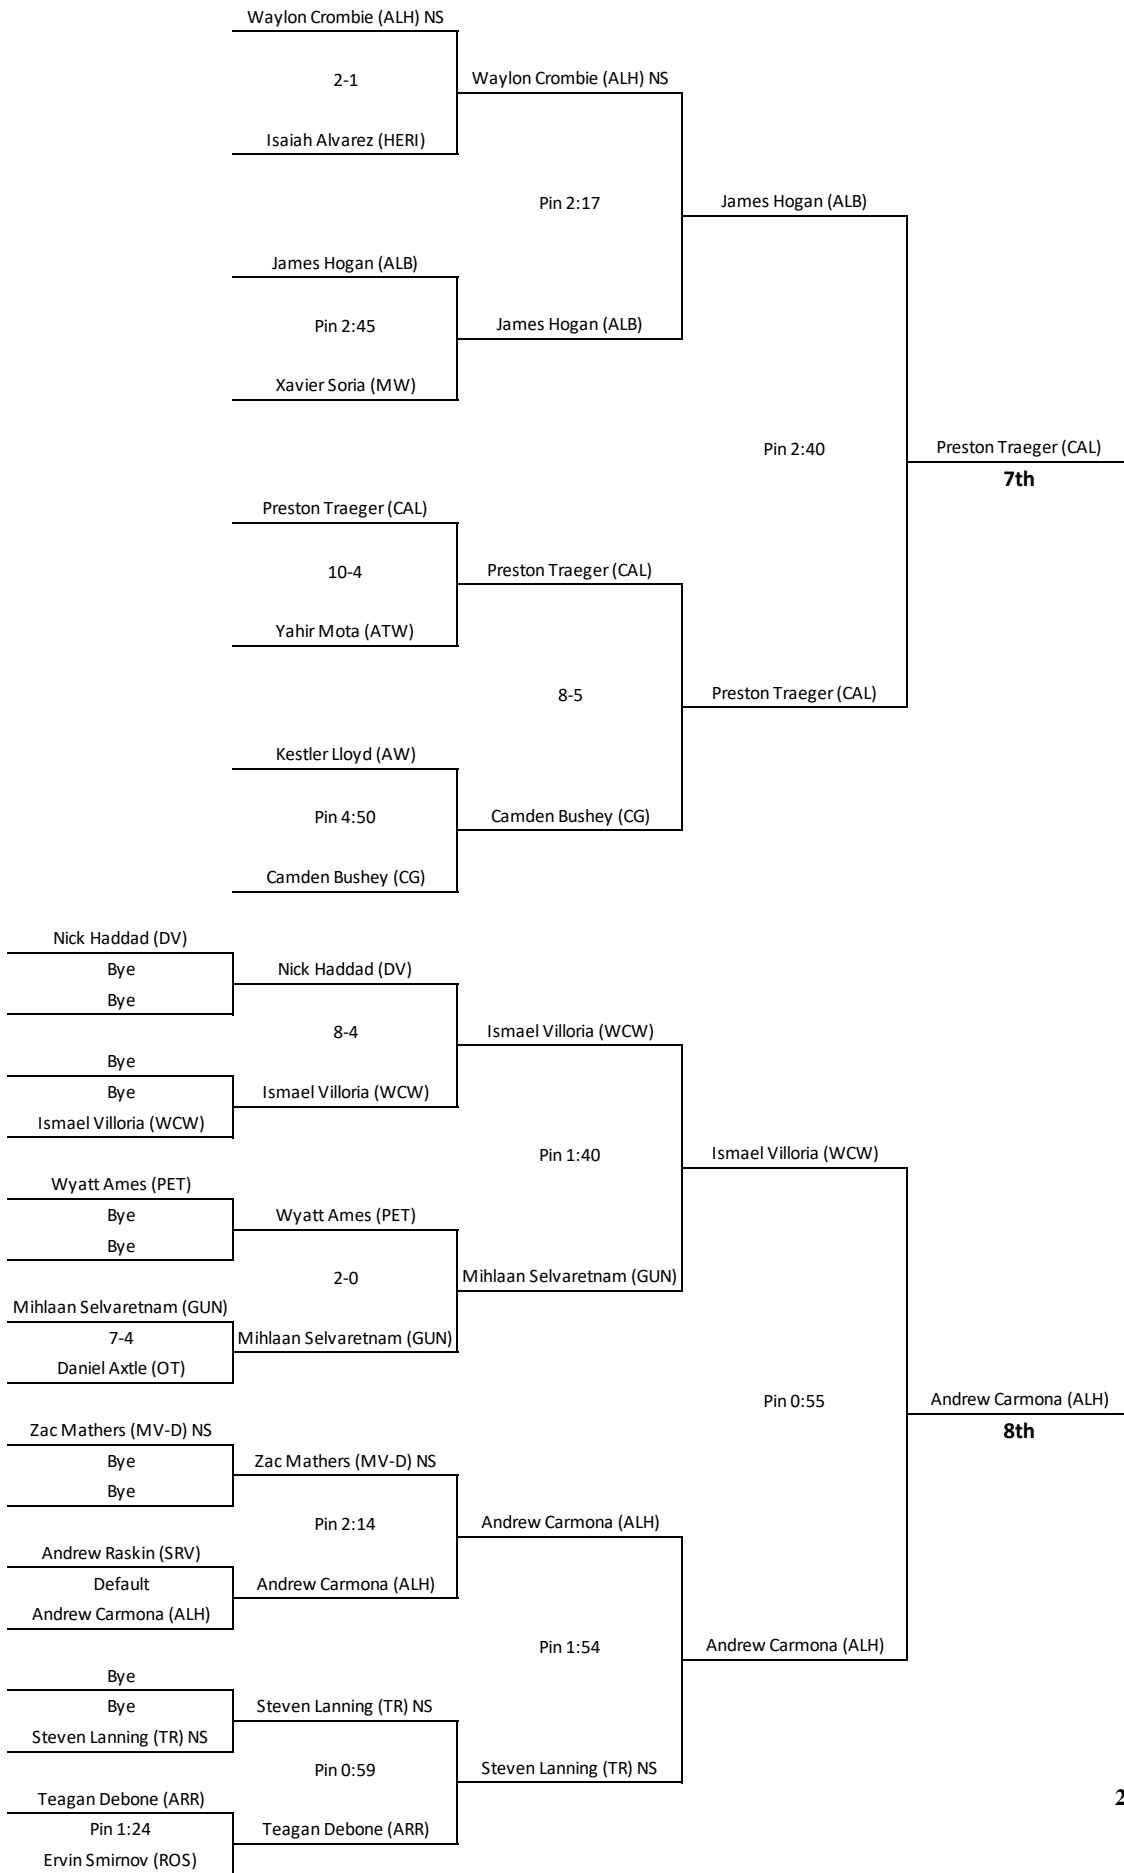 Waylon Crombie (ALH) NS
2-1
Waylon Crombie (ALH) NS
Isaiah Alvarez (HERI)
Pin 2:17
James Hogan (ALB)
James Hogan (ALB)
Pin 2:45
James Hogan (ALB)
Xavier Soria (MW)
Pin 2:40
Preston Traeger (CAL)
7th
Preston Traeger (CAL)
10-4
Preston Traeger (CAL)
Yahir Mota (ATW)
8-5
Preston Traeger (CAL)
Kestler Lloyd (AW)
Pin 4:50
Camden Bushey (CG)
Camden Bushey (CG)
Nick Haddad (DV)
Bye
Nick Haddad (DV)
Bye
8-4
Ismael Villoria (WCW)
Bye
Bye
Ismael Villoria (WCW)
Ismael Villoria (WCW)
Pin 1:40
Ismael Villoria (WCW)
Wyatt Ames (PET)
Bye
Wyatt Ames (PET)
Bye
2-0
Mihlaan Selvaretnam (GUN)
Mihlaan Selvaretnam (GUN)
7-4
Mihlaan Selvaretnam (GUN)
Daniel Axtle (OT)
Pin 0:55
Andrew Carmona (ALH)
8th
Zac Mathers (MV-D) NS
Bye
Zac Mathers (MV-D) NS
Bye
Pin 2:14
Andrew Carmona (ALH)
Andrew Raskin (SRV)
Default
Andrew Carmona (ALH)
Andrew Carmona (ALH)
Pin 1:54
Andrew Carmona (ALH)
Bye
Bye
Steven Lanning (TR) NS
Steven Lanning (TR) NS
Pin 0:59
Steven Lanning (TR) NS
Teagan Debone (ARR)
Pin 1:24
Teagan Debone (ARR)
Ervin Smirnov (ROS)
2